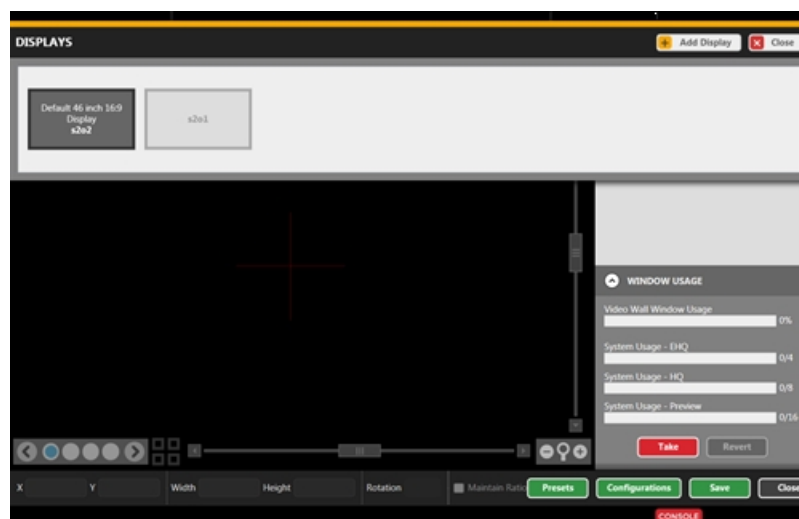 DISPLAYS
Add Display
Close
Default 46 inch 16:9
Display
s2o2
s2o1
WINDOW USAGE
Video Wall Window Usage
0%
System Usage - EHQ
0/4
System Usage - HQ
0/8
System Usage - Preview
0/16
Take
Revert
X
Y
Width
Height
Rotation
Maintain Ratio
Presets
Configurations
Save
Close
CONSOLE